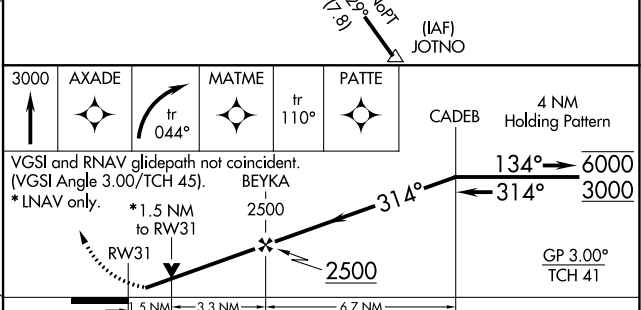 NoPT
29°
(7.8)
(IAF)
JOTNO
3000
AXADE
tr
044°
MATME
tr
110°
PATTE
CADEB
4 NM
Holding Pattern
VGSI and RNAV glidepath not coincident.
(VGSI Angle 3.00/TCH 45).
* LNAV only.
BEYKA
2500
*1.5 NM
to RW31
RW31
314°
134°
6000
314°
3000
2500
GP 3.00°
TCH 41
1.5 NM
3.3 NM
6.7 NM